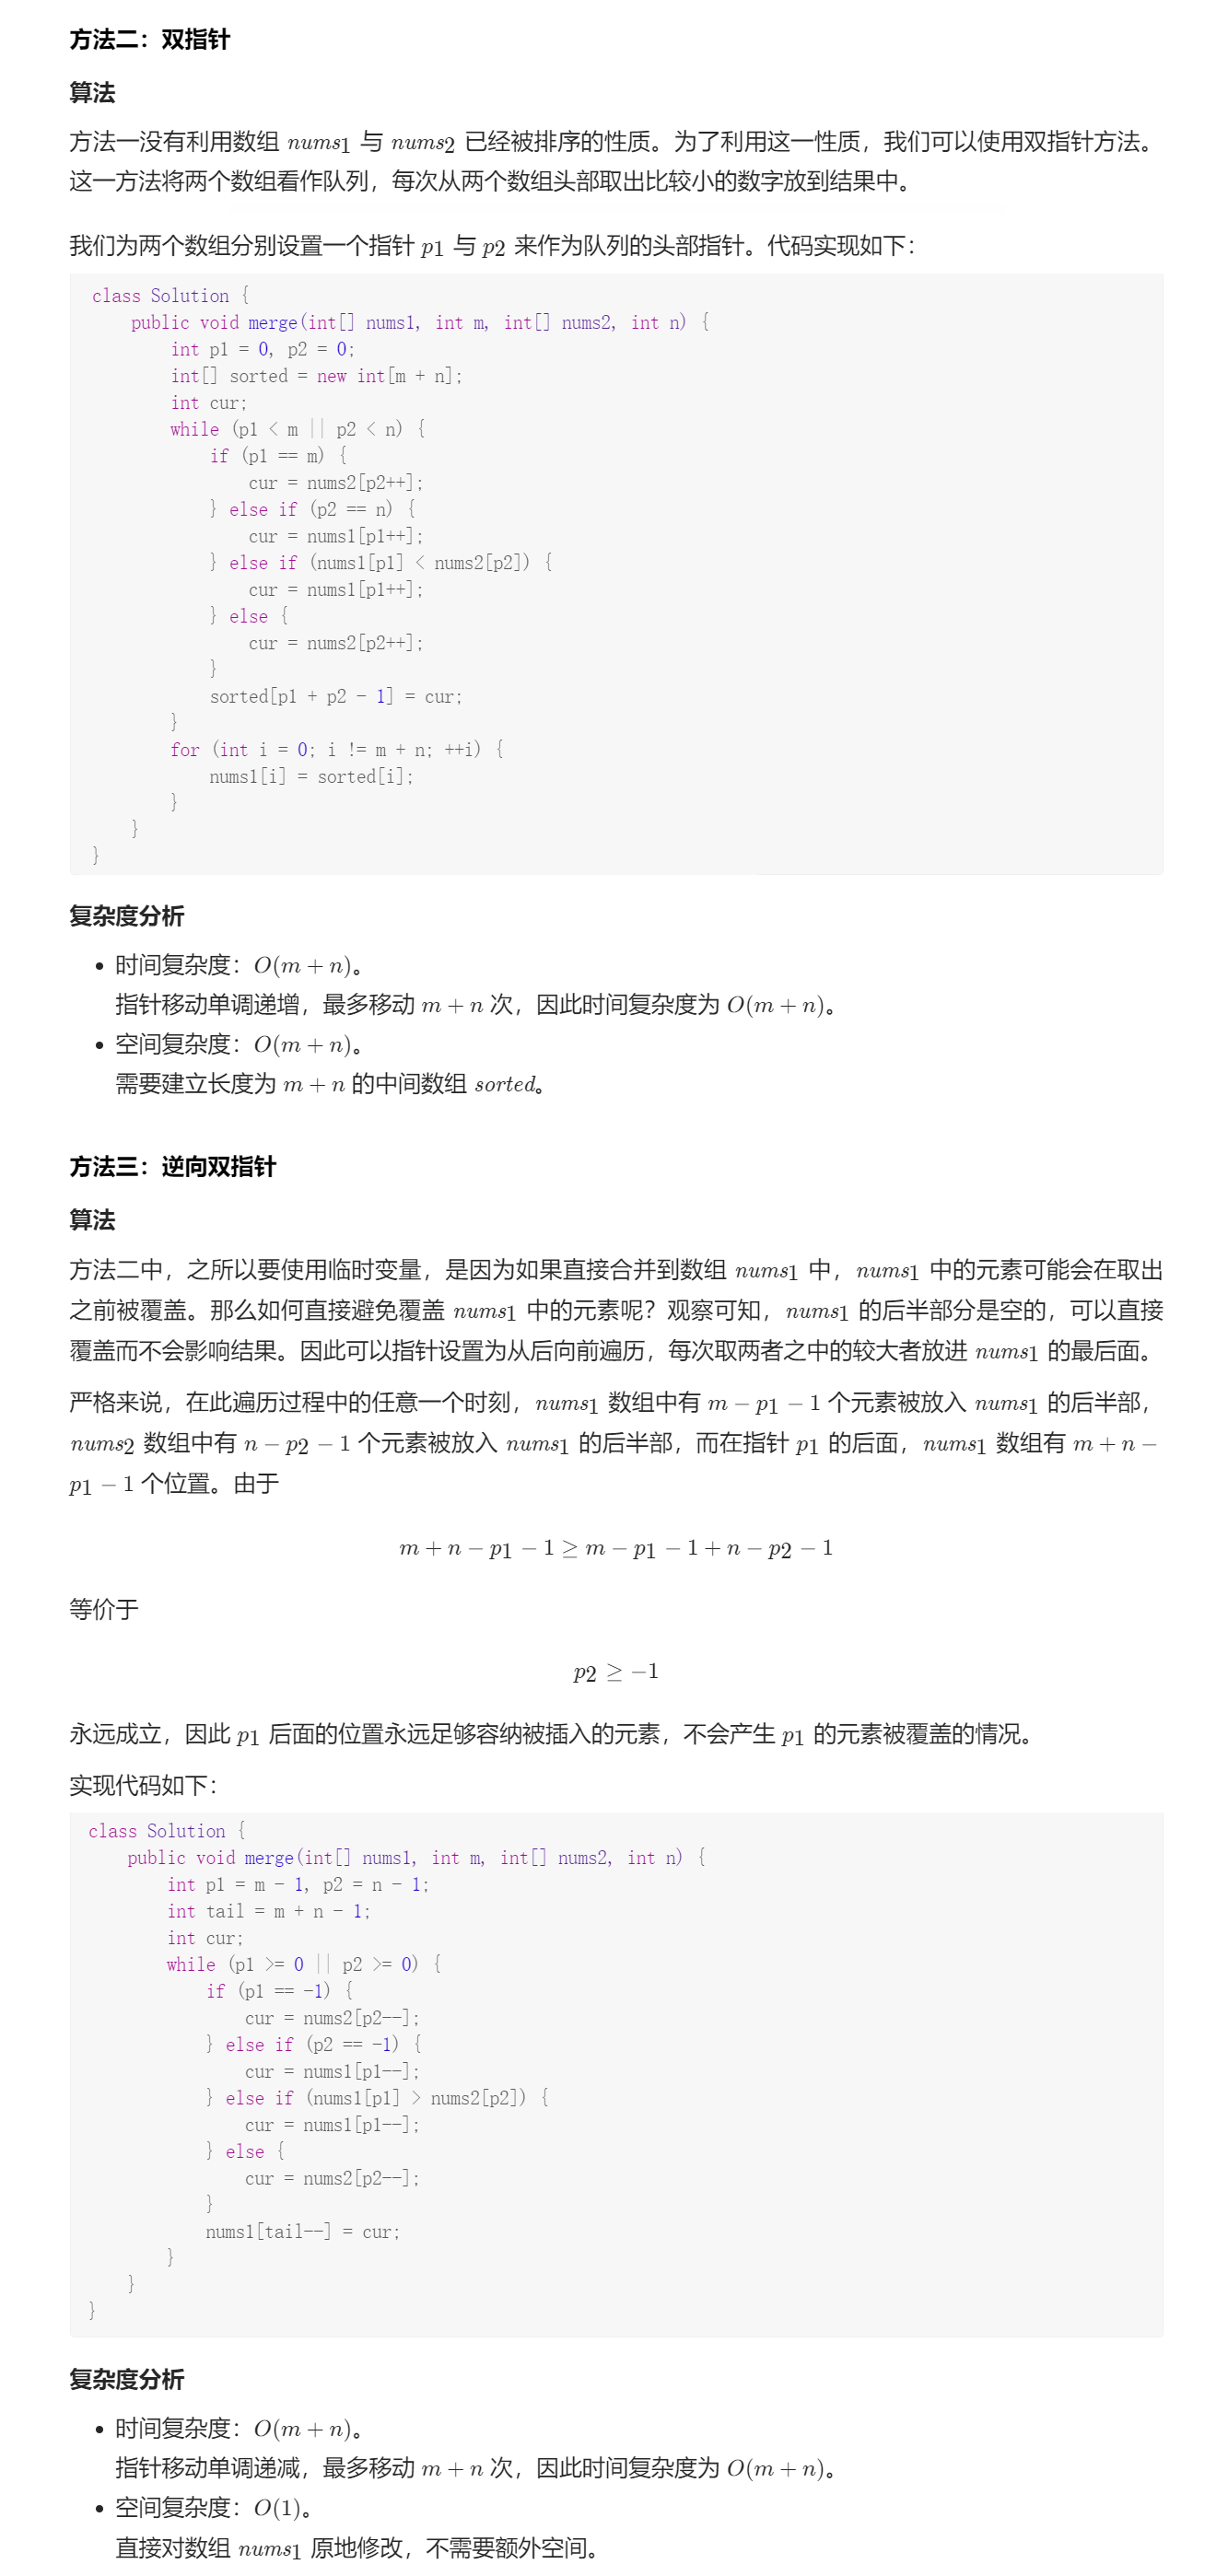 方法二：双指针
算法
方法一没有利用数组 nums1 与 nums2 已经被排序的性质。为了利用这一性质，我们可以使用双指针方法。
这一方法将两个数组看作队列，每次从两个数组头部取出比较小的数字放到结果中。
我们为两个数组分别设置一个指针 p1 与 p2 来作为队列的头部指针。代码实现如下：
class Solution {
    public void merge(int[] nums1, int m, int[] nums2, int n) {
        int p1 = 0, p2 = 0;
        int[] sorted = new int[m + n];
        int cur;
        while (p1 < m || p2 < n) {
            if (p1 == m) {
                cur = nums2[p2++];
            } else if (p2 == n) {
                cur = nums1[p1++];
            } else if (nums1[p1] < nums2[p2]) {
                cur = nums1[p1++];
            } else {
                cur = nums2[p2++];
            }
            sorted[p1 + p2 - 1] = cur;
        }
        for (int i = 0; i != m + n; ++i) {
            nums1[i] = sorted[i];
        }
    }
}
复杂度分析
• 时间复杂度：O(m + n)。
指针移动单调递增，最多移动 m + n 次，因此时间复杂度为 O(m + n)。
• 空间复杂度：O(m + n)。
需要建立长度为 m + n 的中间数组 sorted。
方法三：逆向双指针
算法
方法二中，之所以要使用临时变量，是因为如果直接合并到数组 nums1 中，nums1 中的元素可能会在取出
之前被覆盖。那么如何直接避免覆盖 nums1 中的元素呢？观察可知，nums1 的后半部分是空的，可以直接
覆盖而不会影响结果。因此可以指针设置为从后向前遍历，每次取两者之中的较大者放进 nums1 的最后面。
严格来说，在此遍历过程中的任意一个时刻，nums1 数组中有 m − p1 − 1 个元素被放入 nums1 的后半部，
nums2 数组中有 n − p2 − 1 个元素被放入 nums1 的后半部，而在指针 p1 的后面，nums1 数组有 m + n −
p1 − 1 个位置。由于
m + n − p1 − 1 ≥ m − p1 − 1 + n − p2 − 1
等价于
p2 ≥ −1
永远成立，因此 p1 后面的位置永远足够容纳被插入的元素，不会产生 p1 的元素被覆盖的情况。
实现代码如下：
class Solution {
    public void merge(int[] nums1, int m, int[] nums2, int n) {
        int p1 = m - 1, p2 = n - 1;
        int tail = m + n - 1;
        int cur;
        while (p1 >= 0 || p2 >= 0) {
            if (p1 == -1) {
                cur = nums2[p2--];
            } else if (p2 == -1) {
                cur = nums1[p1--];
            } else if (nums1[p1] > nums2[p2]) {
                cur = nums1[p1--];
            } else {
                cur = nums2[p2--];
            }
            nums1[tail--] = cur;
        }
    }
}
复杂度分析
• 时间复杂度：O(m + n)。
指针移动单调递减，最多移动 m + n 次，因此时间复杂度为 O(m + n)。
• 空间复杂度：O(1)。
直接对数组 nums1 原地修改，不需要额外空间。